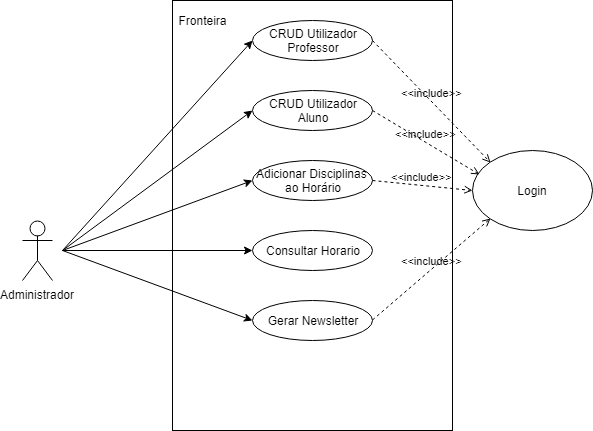 Fronteira
CRUD Utilizador
Professor
<<include>>
CRUD Utilizador
Aluno
<<include>>
Adicionar Disciplinas
ao Horário
<<include>>
Login
Consultar Horario
<<include>>
Administrador
Gerar Newsletter